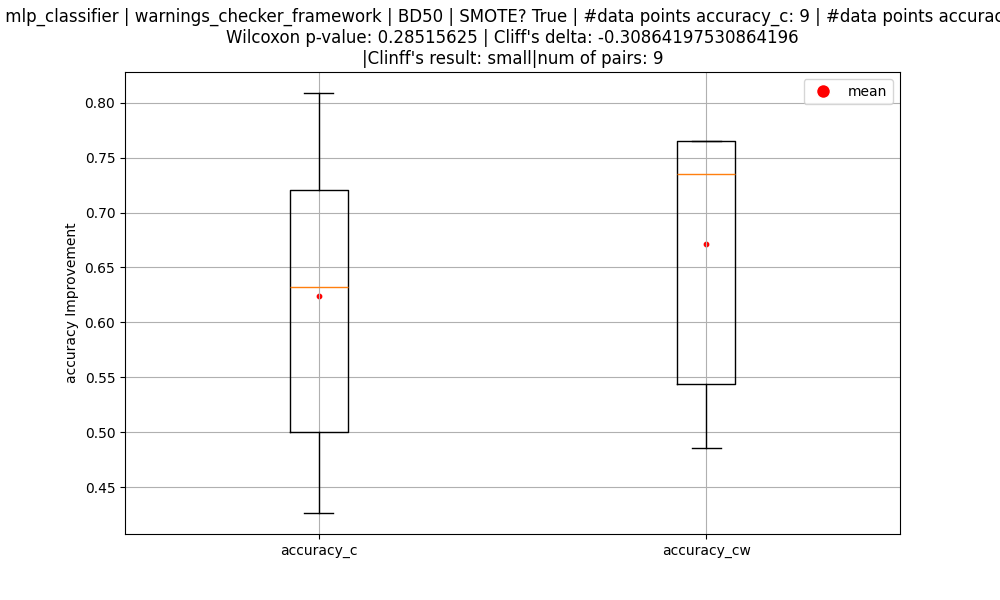 mlp_classifier | warnings_checker_framework | BD50 | SMOTE? True | #data points accuracy_c: 9 | #data points
Wilcoxon p-value: 0.28515625 | Cliff's delta: -0.30864197530864196
|Clinff's result: small|num of pairs: 9
mean
0.80
0.75
0.70
0.65
0.60
0.55
0.50
0.45
accuracy Improvement
accuracy_c
accuracy_cw